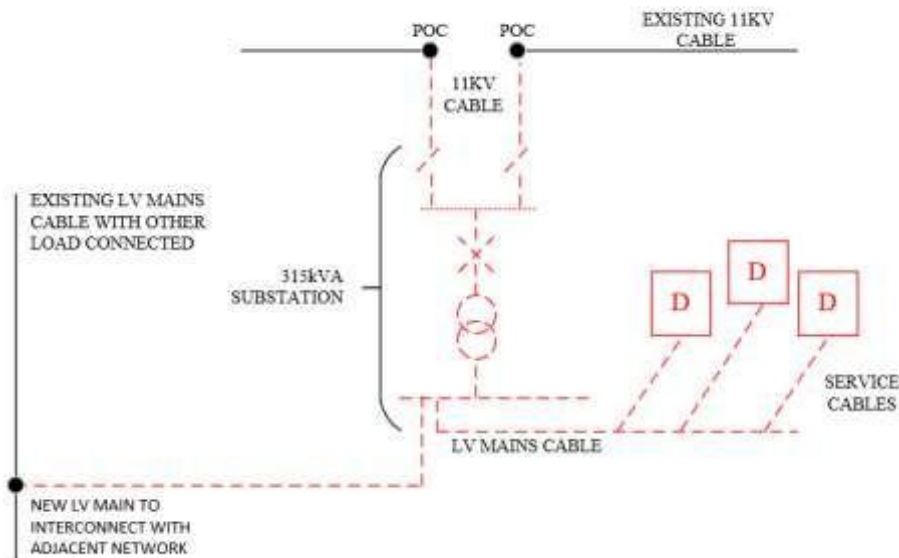 POC
POC
EXISTING 11KV
CABLE
11KV
CABLE
EXISTING LV MAINS
CABLE WITH OTHER
LOAD CONNECTED
315kVA
SUBSTATION
D
D
D
SERVICE
CABLES
LV MAINS CABLE
NEW LV MAIN TO
INTERCONNECT WITH
ADJACENT NETWORK